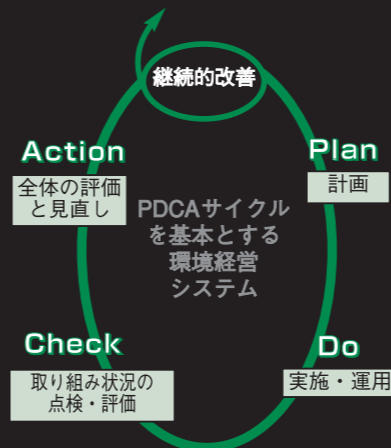 継続的改善
Plan
計画
Do
実施・運用
Check
取り組み状況の
点検・評価
Action
全体の評価
と見直し
PDCAサイクル
を基本とする
環境経営
システム